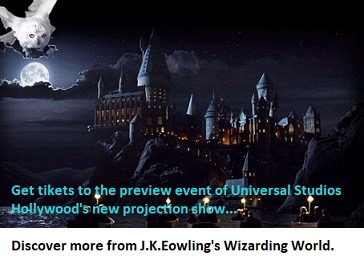 Get tikets to the preview event of Universal Studios
Hollywood's new projection show...
Discover more from J.K.Eowling's Wizarding World.